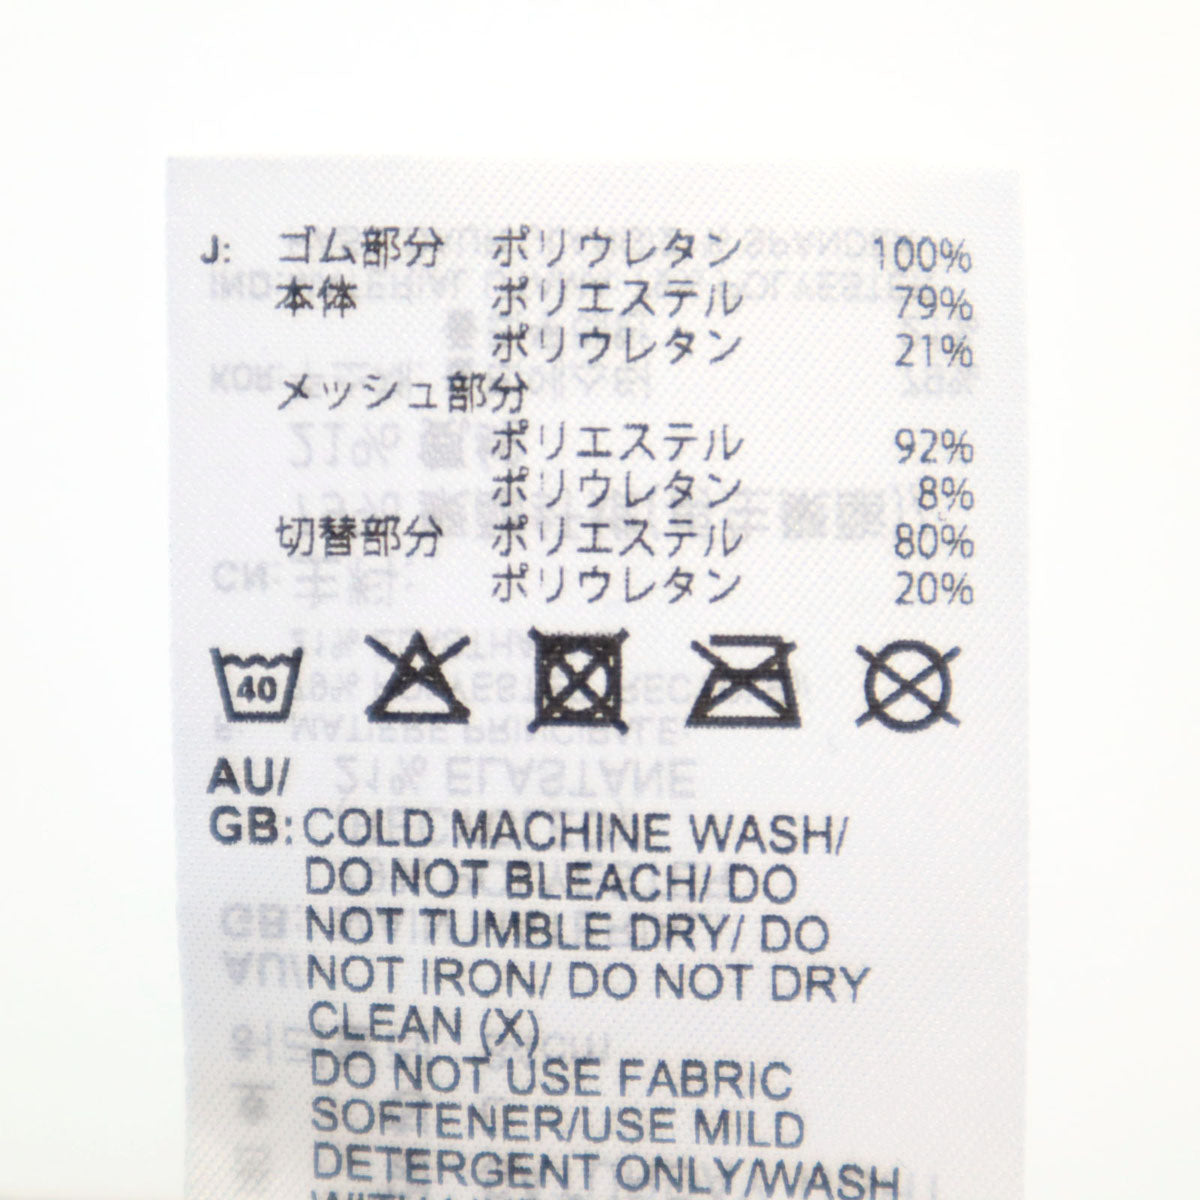 J: ゴム部分 ポリウレタン 100%
本体 ポリエステル 79%
ポリウレタン 21%
メッシュ部分
ポリエステル 92%
ポリウレタン 8%
切替部分 ポリエステル 80%
ポリウレタン 20%
40
AU/
GB: COLD MACHINE WASH/
DO NOT BLEACH/ DO
NOT TUMBLE DRY/ DO
NOT IRON/ DO NOT DRY
CLEAN (X)
DO NOT USE FABRIC
SOFTENER/USE MILD
DETERGENT ONLY/WASH